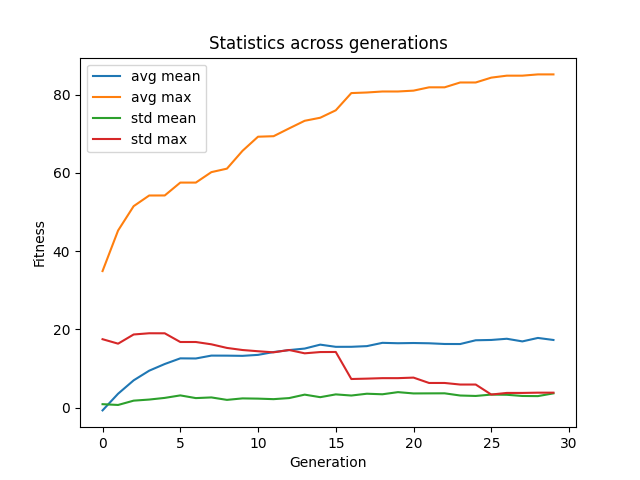 Statistics across generations
avg mean
avg max
std mean
std max
80
60
40
20
0
Fitness
0 5 10 15 20 25 30
Generation